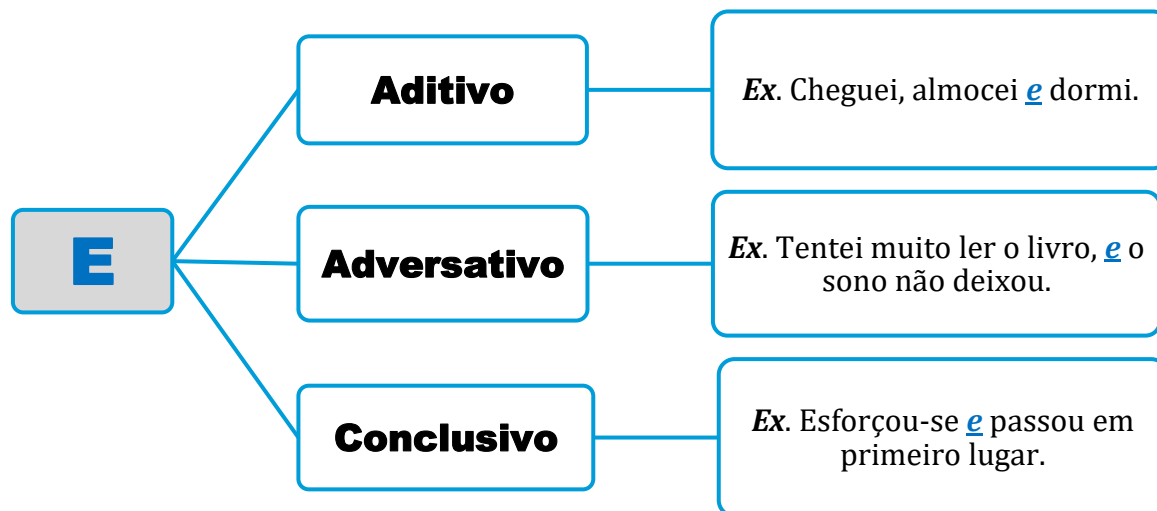 E
Aditivo
Ex. Cheguei, almocei e dormi.
Adversativo
Ex. Tentei muito ler o livro, e o
sono não deixou.
Conclusivo
Ex. Esforçou-se e passou em
primeiro lugar.